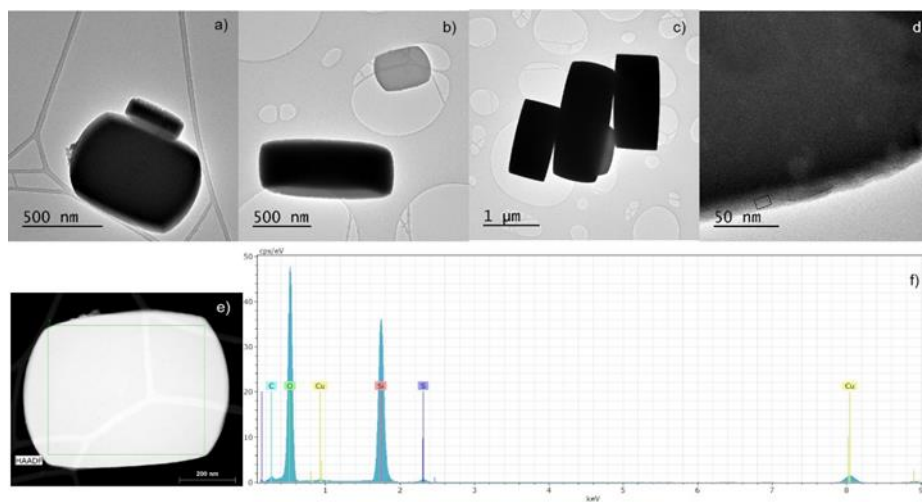 a)
500 nm
b)
500 nm
c)
1 µm
d)
50 nm
e)
HAADF
200 nm
cps/eV
f)
50
40
30
20
10
0
C
O
Cu
Si
S
Cu
1
2
3
4
5
6
7
8
9
keV